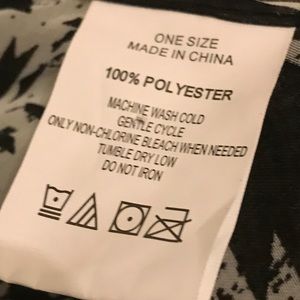 ONE SIZE
MADE IN CHINA
100% POLYESTER
MACHINE WASH COLD
GENTLE CYCLE
ONLY NON-CHLORINE BLEACH WHEN NEEDED
TUMBLE DRY LOW
DO NOT IRON